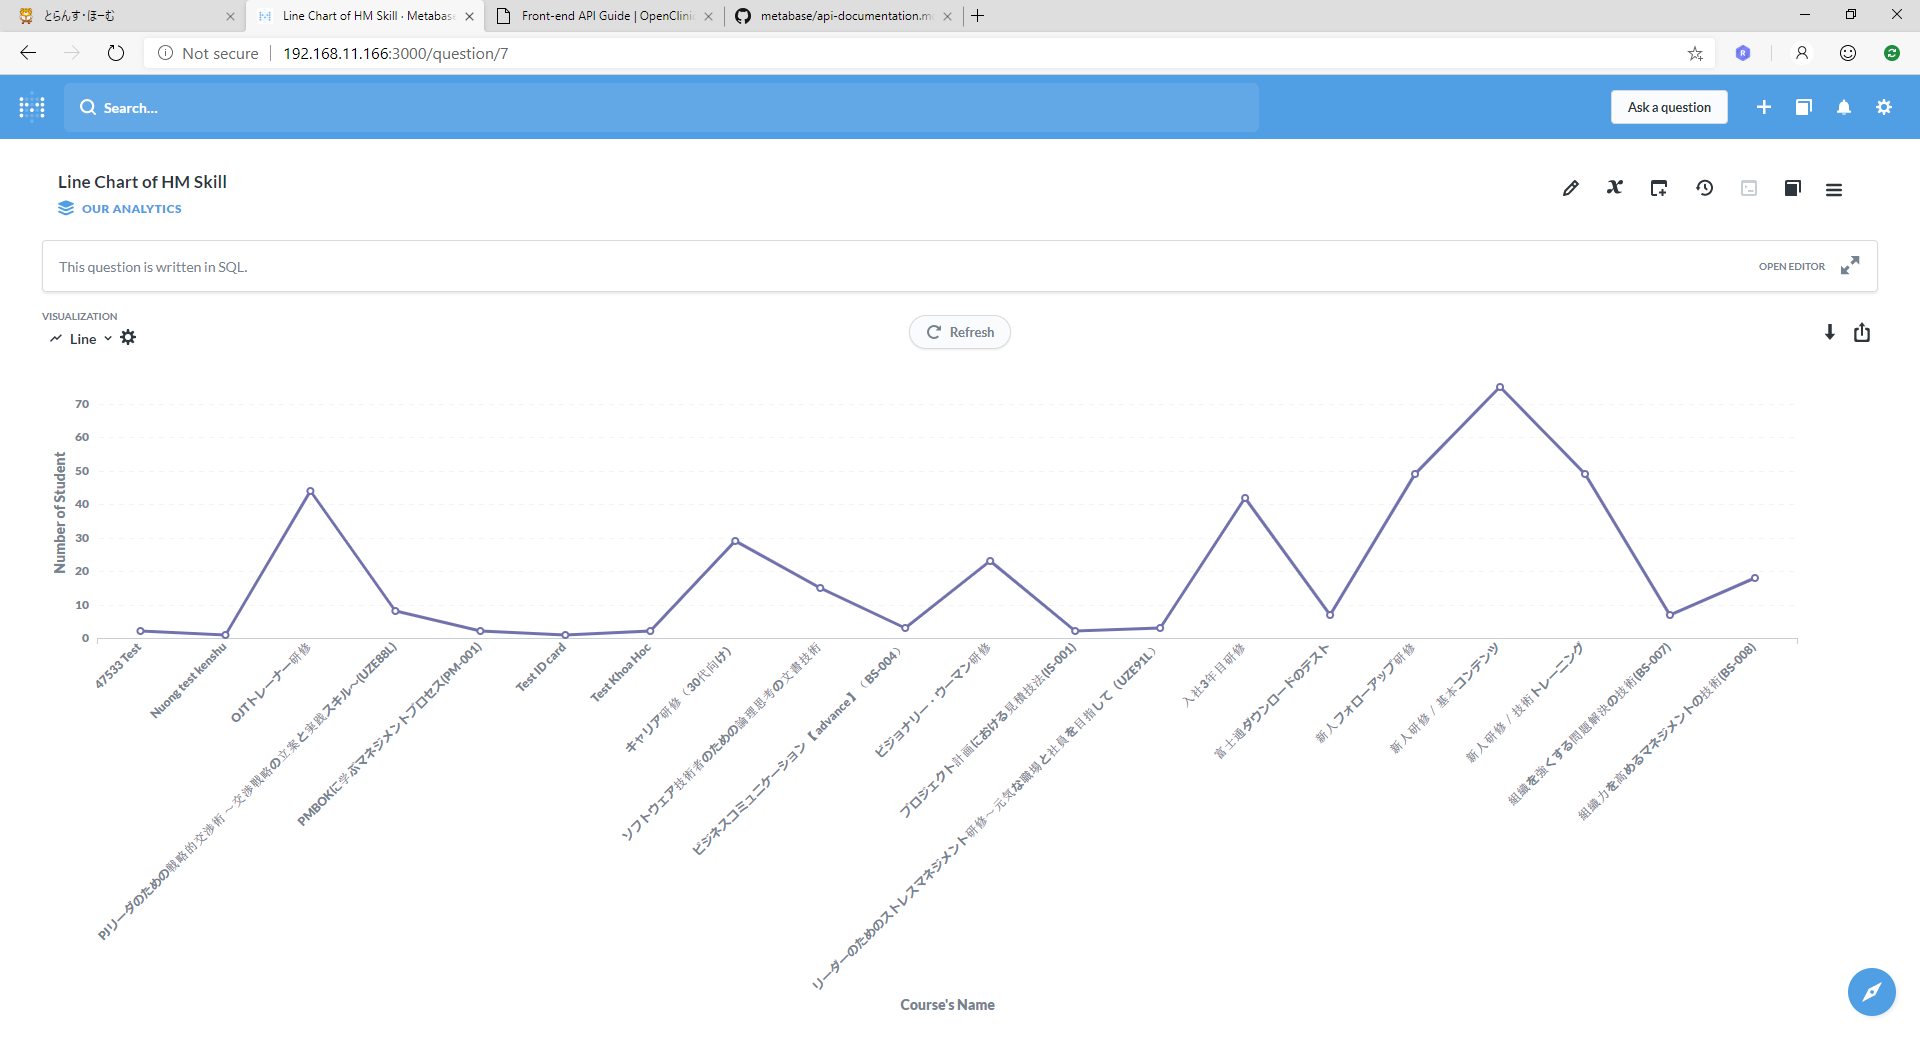 とらんす・ほーむ
Line Chart of HM Skill · Metabase
Front-end API Guide | OpenClinic
metabase/api-documentation.m
Not secure
192.168.11.166:3000/question/7
Search...
Ask a question
Line Chart of HM Skill
OUR ANALYTICS
This question is written in SQL.
OPEN EDITOR
VISUALIZATION
Line
Refresh
Number of Student
70
60
50
40
30
20
10
0
47533 Test
Nuong test kenshu
OJTトレーナー研修
PJリーダのための戦略的交渉術 ～交渉戦略の立案と実践スキル～(UZE88L)
PMBOKに学ぶマネジメントプロセス(PM-001)
Test ID card
Test Khoa Hoc
キャリア研修（30代向け）
ソフトウェア技術者のための論理思考の文書技術
ビジネスコミュニケーション【advance】（BS-004）
ビジョナリー・ウーマン研修
プロジェクト計画における見積技法(IS-001)
リーダーのためのストレスマネジメント研修～元気な職場と社員を目指して（UZE91L）
入社3年目研修
富士通ダウンロードのテスト
新人フォローアップ研修
新人研修 / 基本コンテンツ
新人研修 / 技術トレーニング
組織を強くする問題解決の技術(BS-007)
組織力を高めるマネジメントの技術(BS-008)
Course's Name